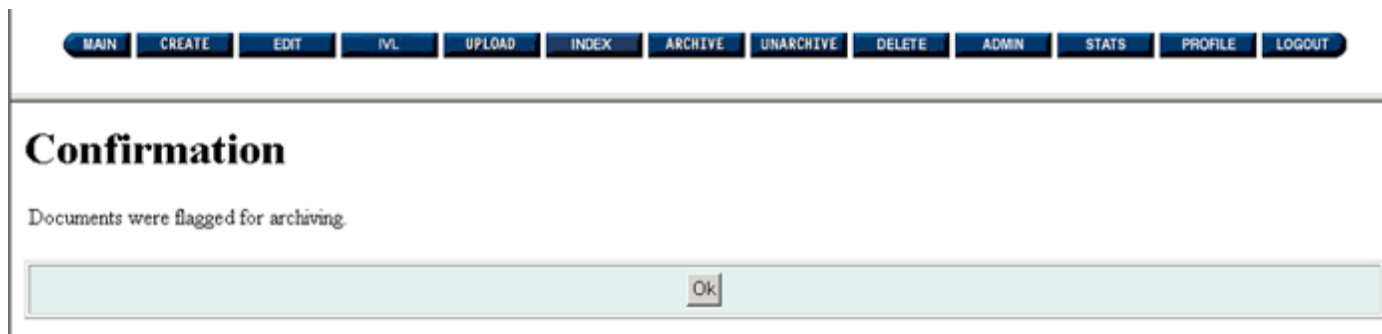 MAIN CREATE EDIT IVL UPLOAD INDEX ARCHIVE UNARCHIVE DELETE ADMIN STATS PROFILE LOGOUT
Confirmation
Documents were flagged for archiving.
Ok